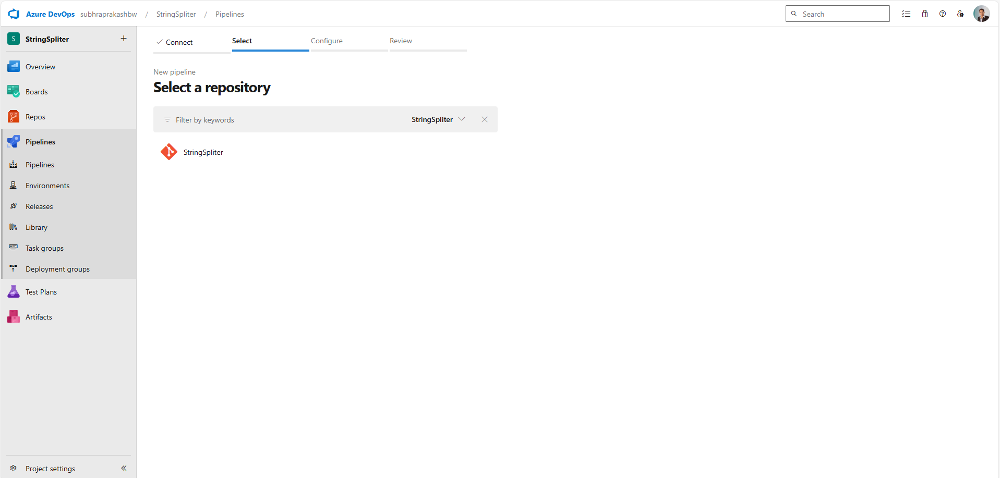 Azure DevOps subhraprakashbw / StringSpliter / Pipelines
Search
S StringSpliter +
Overview
Boards
Repos
Pipelines
Pipelines
Environments
Releases
Library
Task groups
Deployment groups
Test Plans
Artifacts
Project settings
Connect Select Configure Review
New pipeline
Select a repository
Filter by keywords StringSpliter
StringSpliter